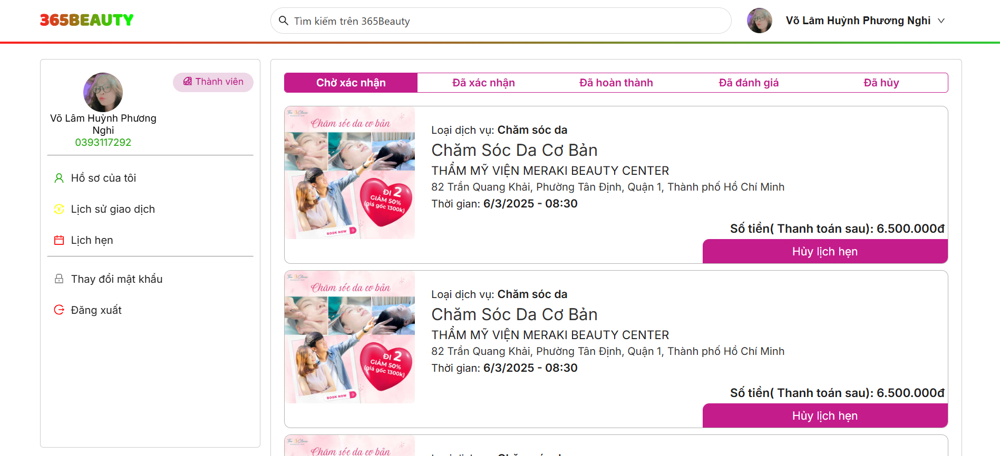 365BEAUTY
Tìm kiếm trên 365Beauty
Võ Lâm Huỳnh Phương Nghi
Thành viên
Võ Lâm Huỳnh Phương
Nghi
0393117292
Hồ sơ của tôi
Lịch sử giao dịch
Lịch hẹn
Thay đổi mật khẩu
Đăng xuất
Chờ xác nhận
Đã xác nhận
Đã hoàn thành
Đã đánh giá
Đã hủy
The 3 Clinic
Chăm sóc da cơ bản
ĐI 2
GIẢM 50%
(giá gốc 1300k)
BOOK NOW
Loại dịch vụ: Chăm sóc da
Chăm Sóc Da Cơ Bản
THẨM MỸ VIỆN MERAKI BEAUTY CENTER
82 Trần Quang Khải, Phường Tân Định, Quận 1, Thành phố Hồ Chí Minh
Thời gian: 6/3/2025 - 08:30
Số tiền( Thanh toán sau): 6.500.000đ
Hủy lịch hẹn
The 3 Clinic
Chăm sóc da cơ bản
ĐI 2
GIẢM 50%
(giá gốc 1300k)
BOOK NOW
Loại dịch vụ: Chăm sóc da
Chăm Sóc Da Cơ Bản
THẨM MỸ VIỆN MERAKI BEAUTY CENTER
82 Trần Quang Khải, Phường Tân Định, Quận 1, Thành phố Hồ Chí Minh
Thời gian: 6/3/2025 - 08:30
Số tiền( Thanh toán sau): 6.500.000đ
Hủy lịch hẹn
The 3 Clinic
Chăm sóc da cơ bản